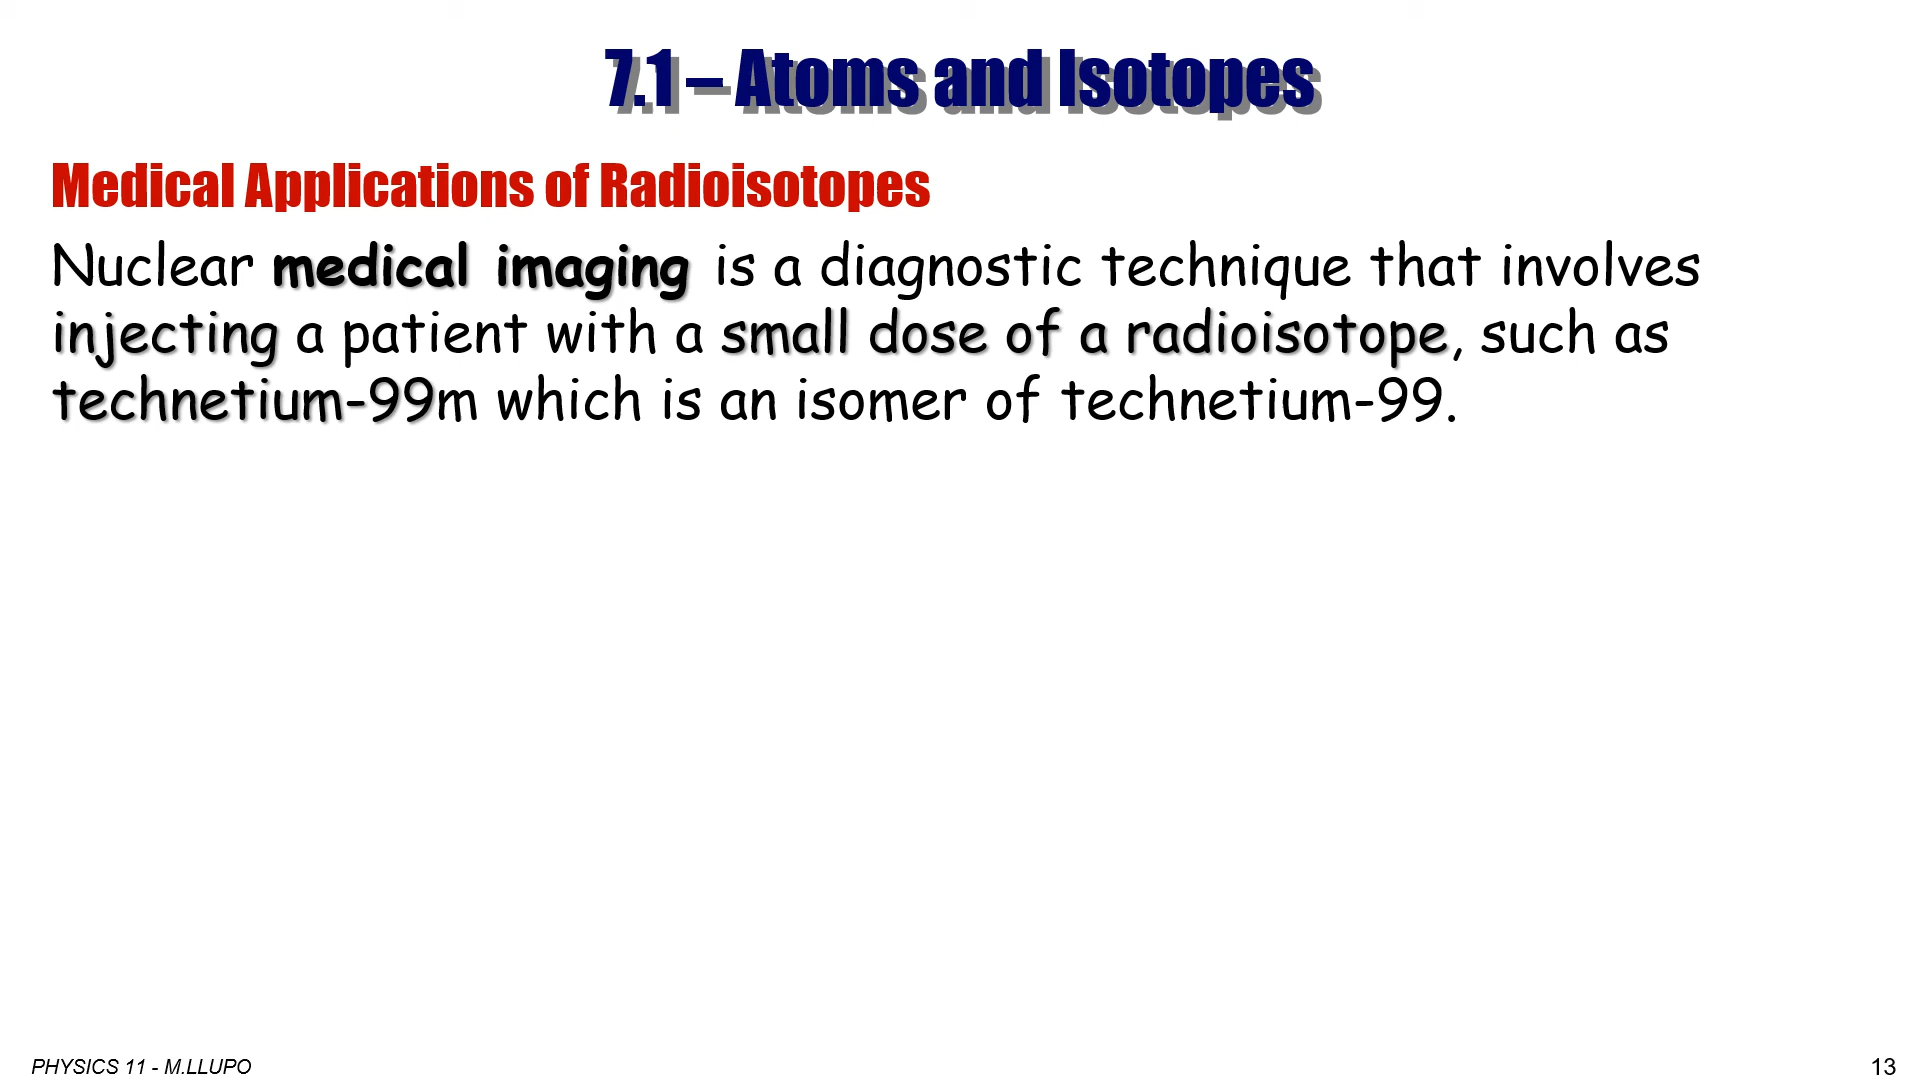 7.1 – Atoms and Isotopes
Medical Applications of Radioisotopes
Nuclear medical imaging is a diagnostic technique that involves
injecting a patient with a small dose of a radioisotope, such as
technetium-99m which is an isomer of technetium-99.
PHYSICS 11 - M.LLUPO
13